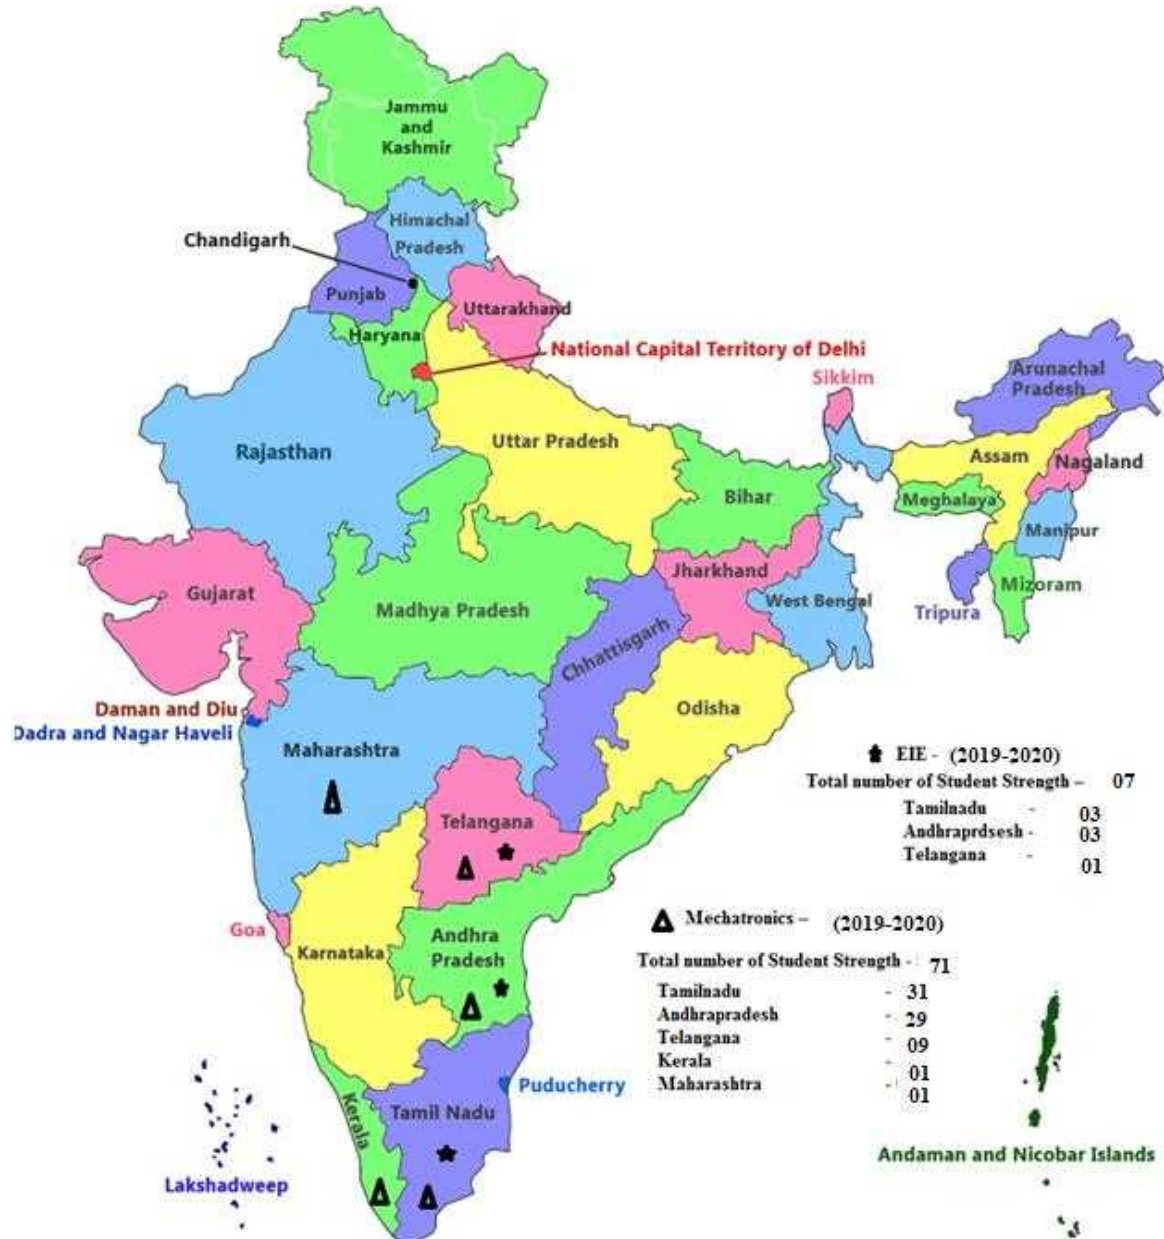 Jammu
and
Kashmir
Himachal
Pradesh
Chandigarh
Punjab
Uttarakhand
Haryana
National Capital Territory of Delhi
Sikkim
Arunachal
Pradesh
Rajasthan
Uttar Pradesh
Assam
Nagaland
Bihar
Meghalaya
Manipur
Gujarat
Madhya Pradesh
Jharkhand
West Bengal
Mizoram
Tripura
Chhattisgarh
Daman and Diu
Dadra and Nagar Haveli
Odisha
Maharashtra
Telangana
EIE - (2019-2020)
Total number of Student Strength – 07
Tamilnadu - 03
Andhraprdsesh - 03
Telangana - 01
Goa
Karnataka
Andhra
Pradesh
Mechatronics – (2019-2020)
Total number of Student Strength - 71
Tamilnadu - 31
Andhrapradesh - 29
Telangana - 09
Kerala - 01
Maharashtra - 01
Puducherry
Kerala
Tamil Nadu
Lakshadweep
Andaman and Nicobar Islands